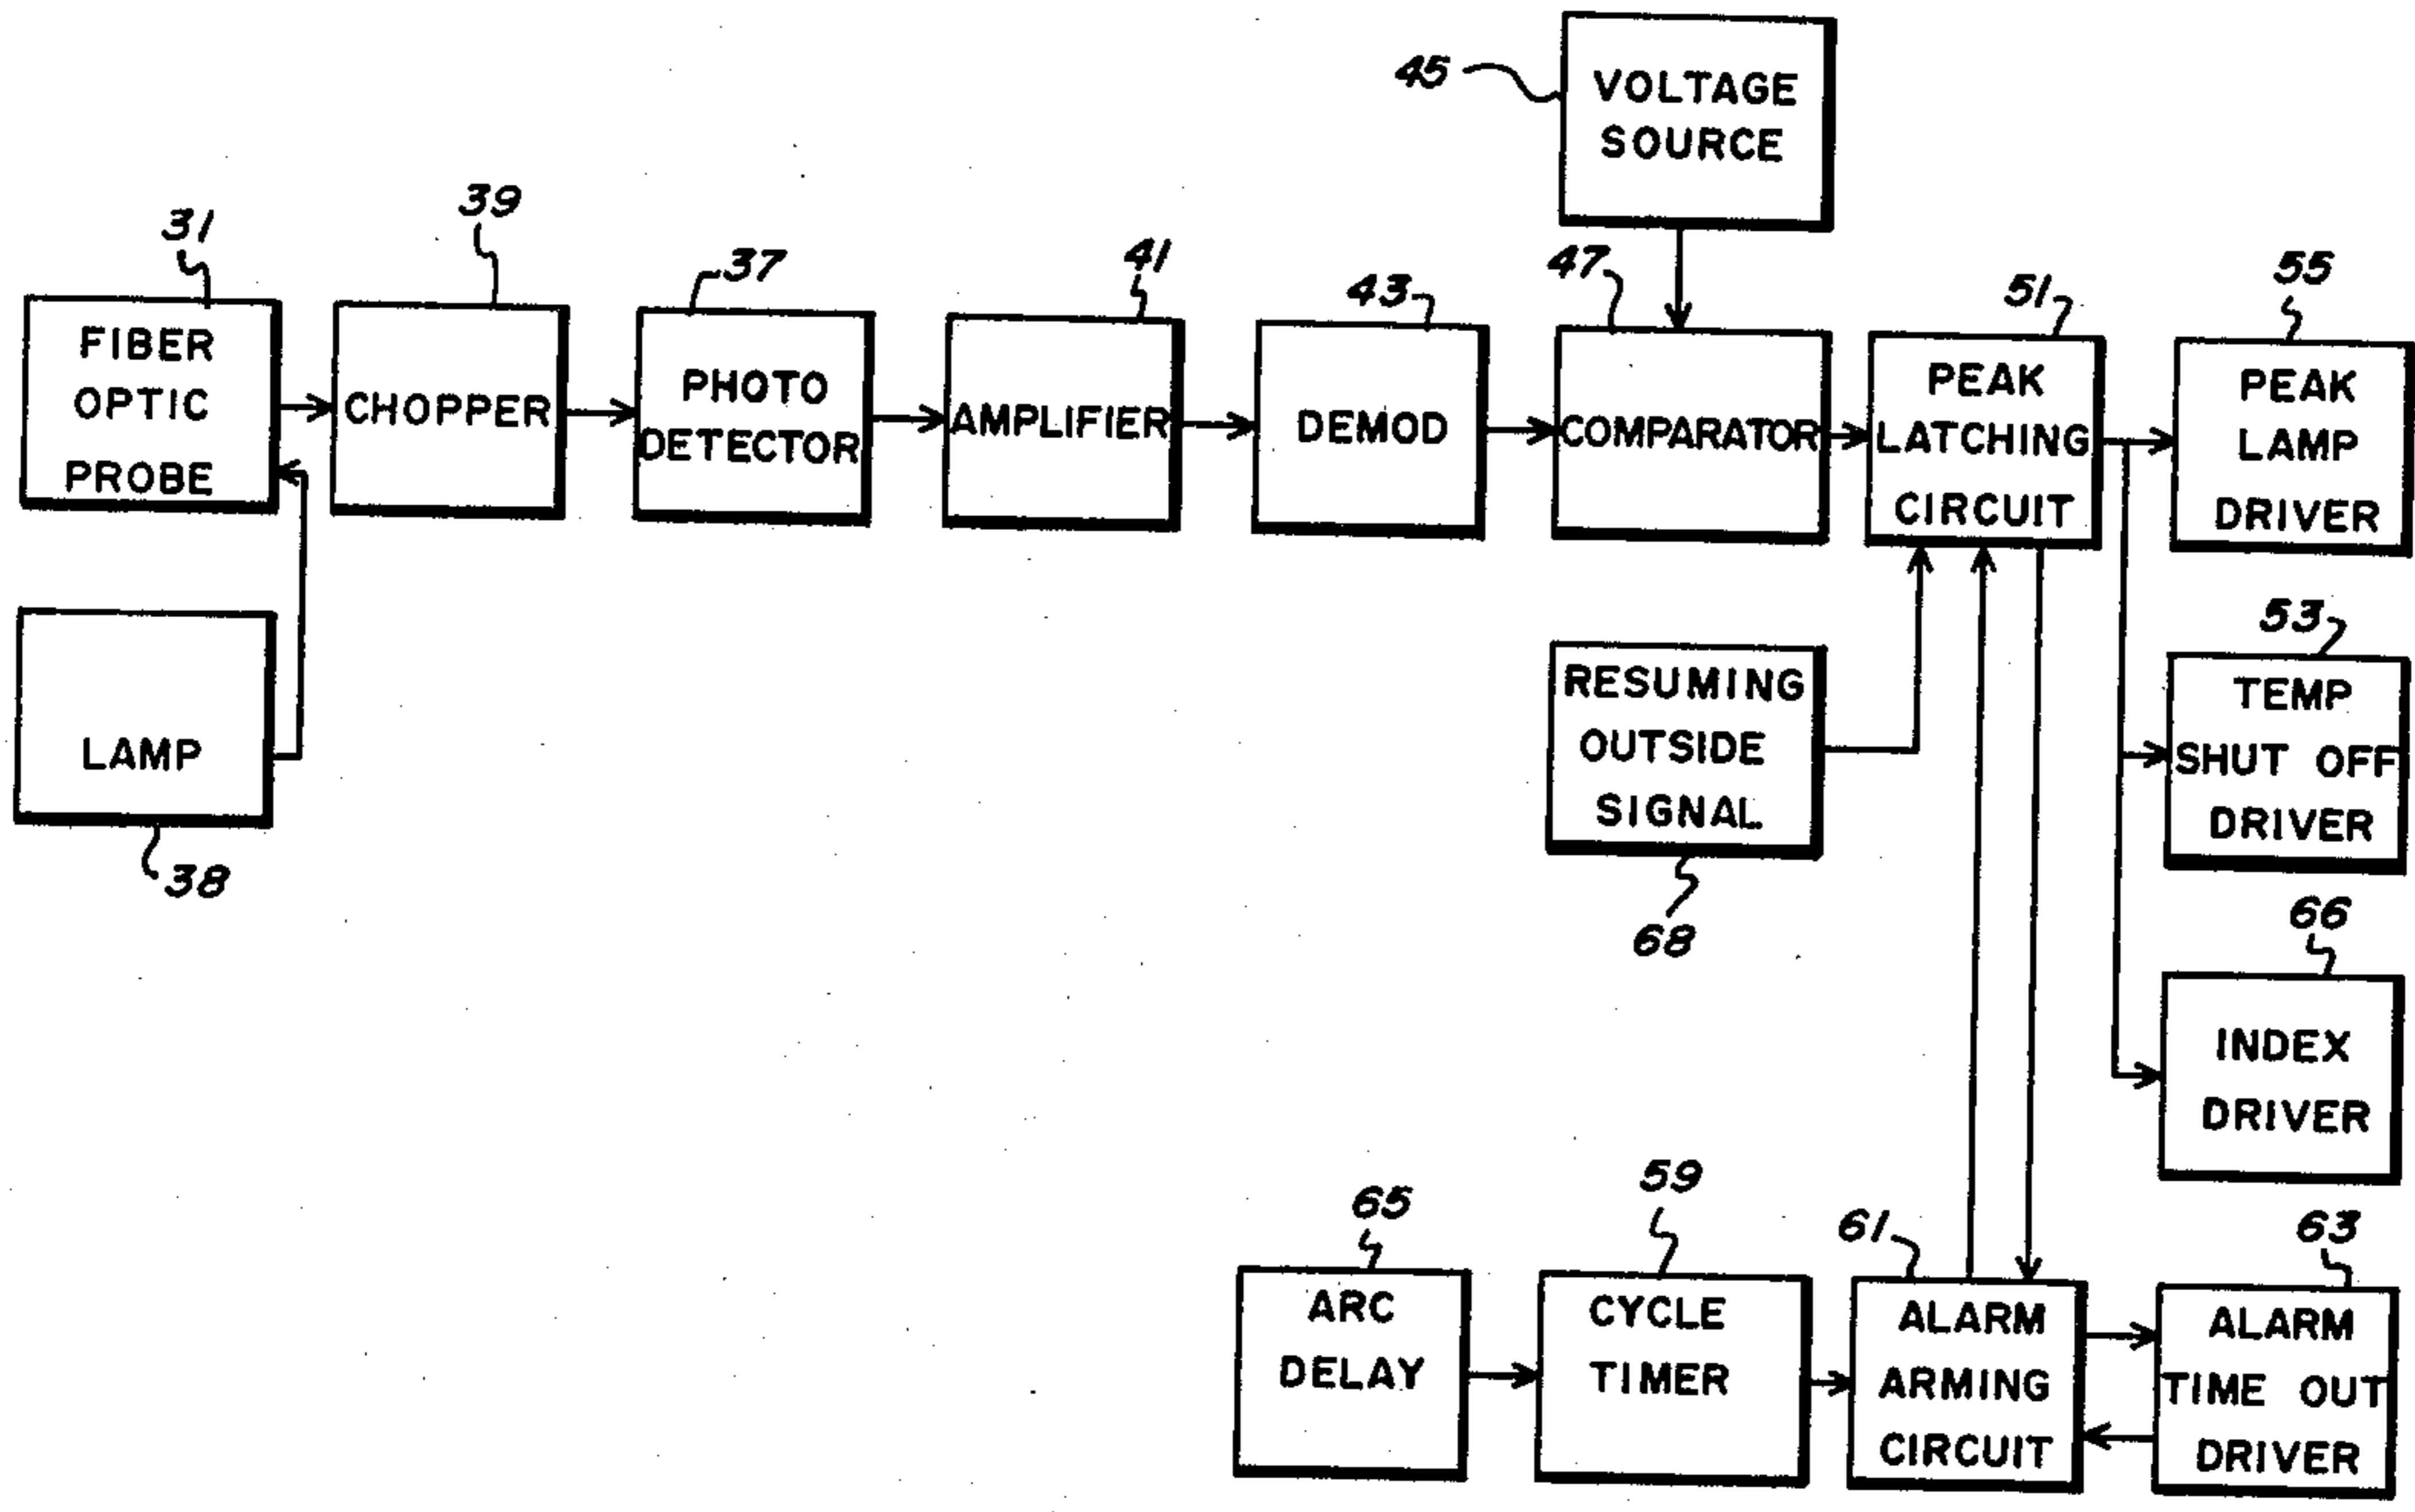 45
VOLTAGE
SOURCE
31
FIBER
OPTIC
PROBE
39
CHOPPER
37
PHOTO
DETECTOR
41
AMPLIFIER
43
DEMOD
47
COMPARATOR
51
PEAK
LATCHING
CIRCUIT
55
PEAK
LAMP
DRIVER
LAMP
38
RESUMING
OUTSIDE
SIGNAL
68
53
TEMP
SHUT OFF
DRIVER
66
INDEX
DRIVER
65
ARC
DELAY
59
CYCLE
TIMER
61
ALARM
ARMING
CIRCUIT
63
ALARM
TIME OUT
DRIVER